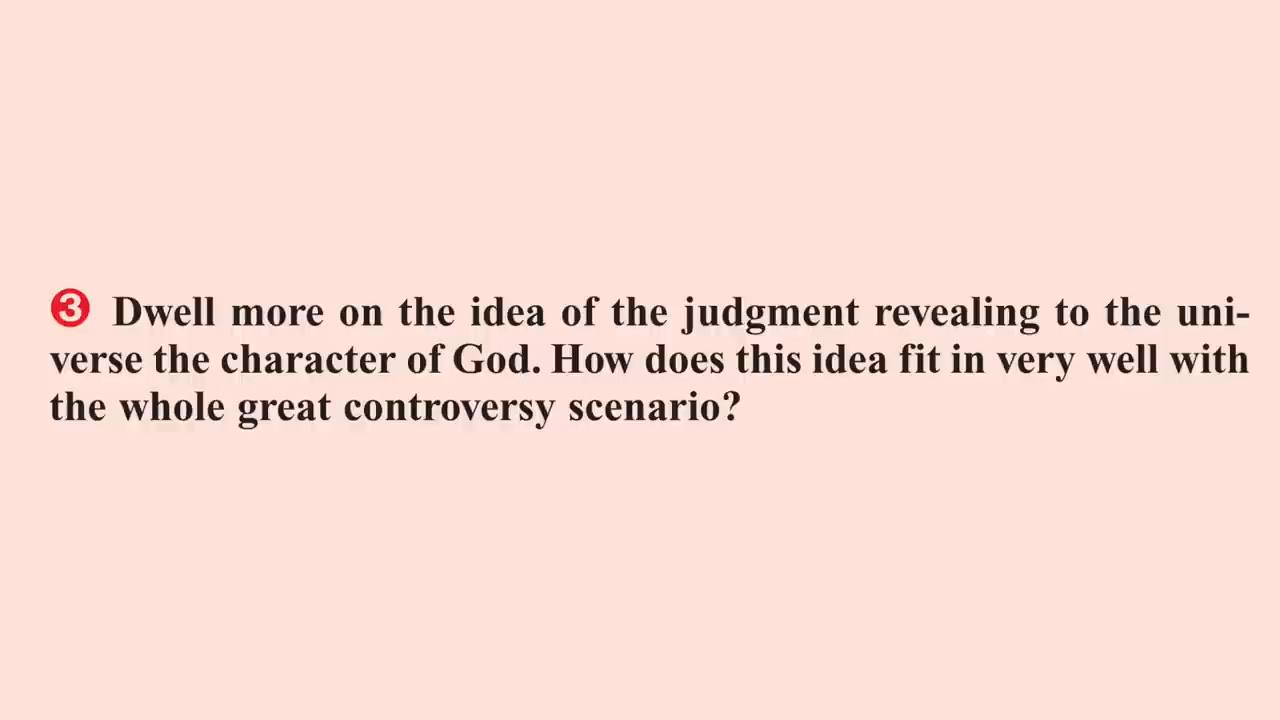 ❸ Dwell more on the idea of the judgment revealing to the uni-
verse the character of God. How does this idea fit in very well with
the whole great controversy scenario?